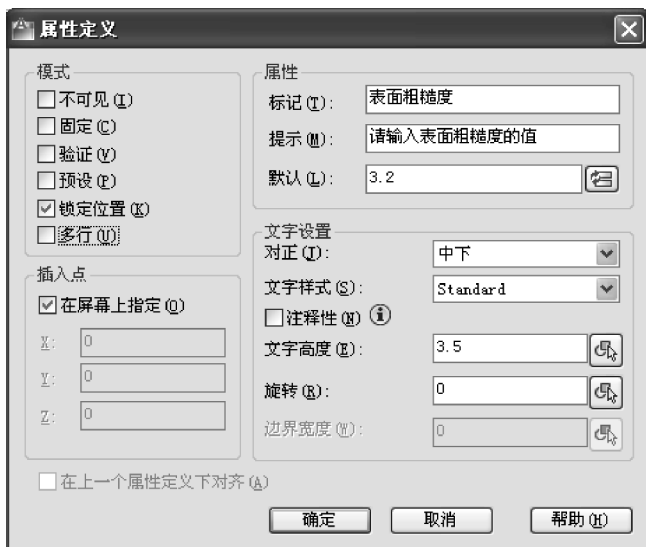 属性定义
模式
不可见(I)
固定(C)
验证(V)
预设(P)
锁定位置(K)
多行(U)
插入点
在屏幕上指定(O)
X: 0
Y: 0
Z: 0
属性
标记(T): 表面粗糙度
提示(M): 请输入表面粗糙度的值
默认(L): 3.2
文字设置
对正(J): 中下
文字样式(S): Standard
注释性(N)
文字高度(E): 3.5
旋转(R): 0
边界宽度(W): 0
在上一个属性定义下对齐(A)
确定 取消 帮助(H)